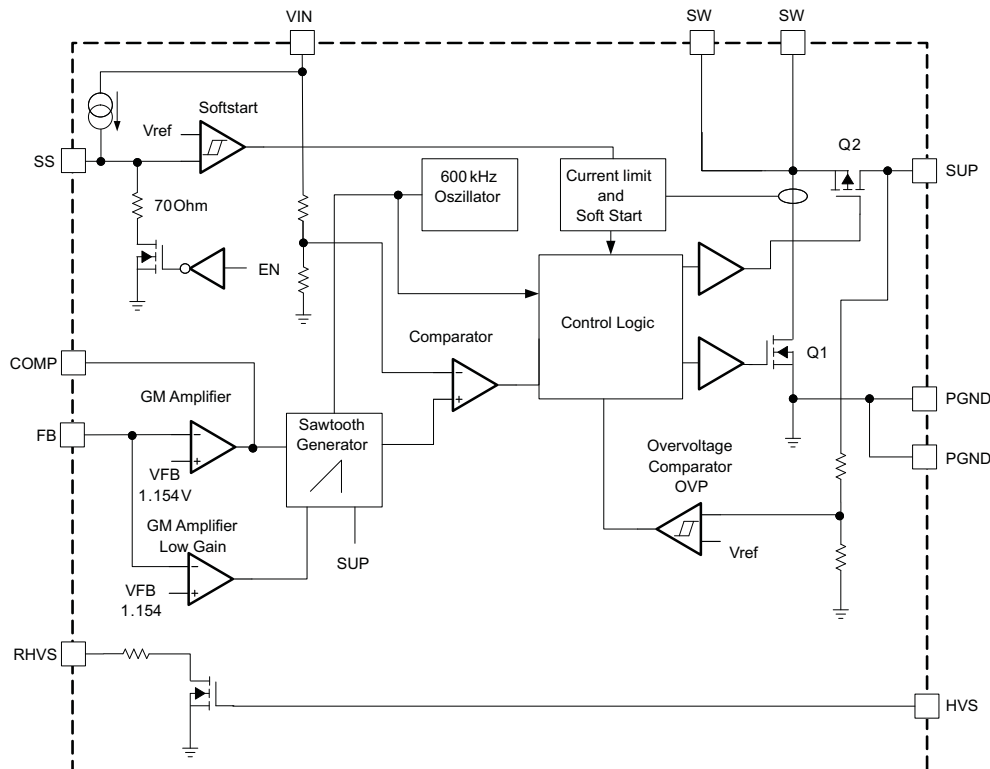 VIN
SW
SW
Softstart
Vref
SS
70Ohm
EN
600kHz
Oszillator
Current limit
and
Soft Start
Q2
SUP
Control Logic
Comparator
Q1
COMP
GM Amplifier
FB
VFB
1.154V
Sawtooth
Generator
GM Amplifier
Low Gain
VFB
1.154
SUP
Overvoltage
Comparator
OVP
Vref
PGND
PGND
RHVS
HVS